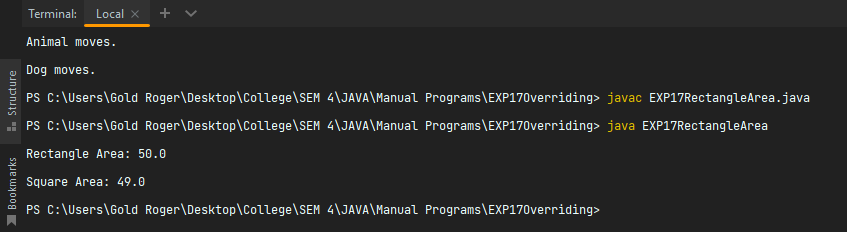 Terminal: Local
Animal moves.
Dog moves.
PS C:\Users\Gold Roger\Desktop\College\SEM 4\JAVA\Manual Programs\EXP17Overriding> javac EXP17RectangleArea.java
PS C:\Users\Gold Roger\Desktop\College\SEM 4\JAVA\Manual Programs\EXP17Overriding> java EXP17RectangleArea
Rectangle Area: 50.0
Square Area: 49.0
PS C:\Users\Gold Roger\Desktop\College\SEM 4\JAVA\Manual Programs\EXP17Overriding>
Structure
Bookmarks